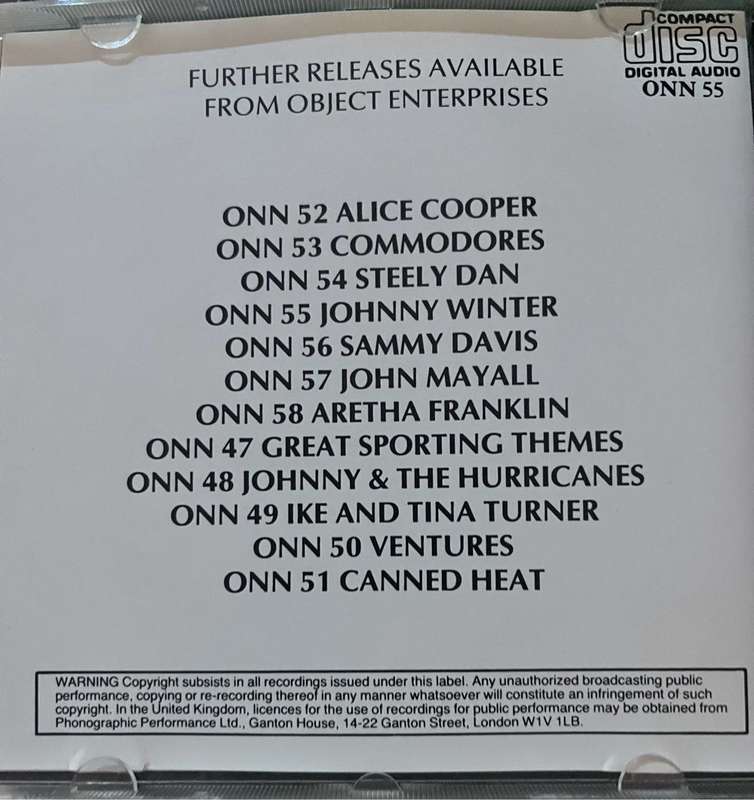 COMPACT
disc
DIGITAL AUDIO
ONN 55
FURTHER RELEASES AVAILABLE
FROM OBJECT ENTERPRISES
ONN 52 ALICE COOPER
ONN 53 COMMODORES
ONN 54 STEELY DAN
ONN 55 JOHNNY WINTER
ONN 56 SAMMY DAVIS
ONN 57 JOHN MAYALL
ONN 58 ARETHA FRANKLIN
ONN 47 GREAT SPORTING THEMES
ONN 48 JOHNNY & THE HURRICANES
ONN 49 IKE AND TINA TURNER
ONN 50 VENTURES
ONN 51 CANNED HEAT
WARNING Copyright subsists in all recordings issued under this label. Any unauthorized broadcasting public
performance, copying or re-recording thereof in any manner whatsoever will constitute an infringement of such
copyright. In the United Kingdom, licences for the use of recordings for public performance may be obtained from
Phonographic Performance Ltd., Ganton House, 14-22 Ganton Street, London W1V 1LB.